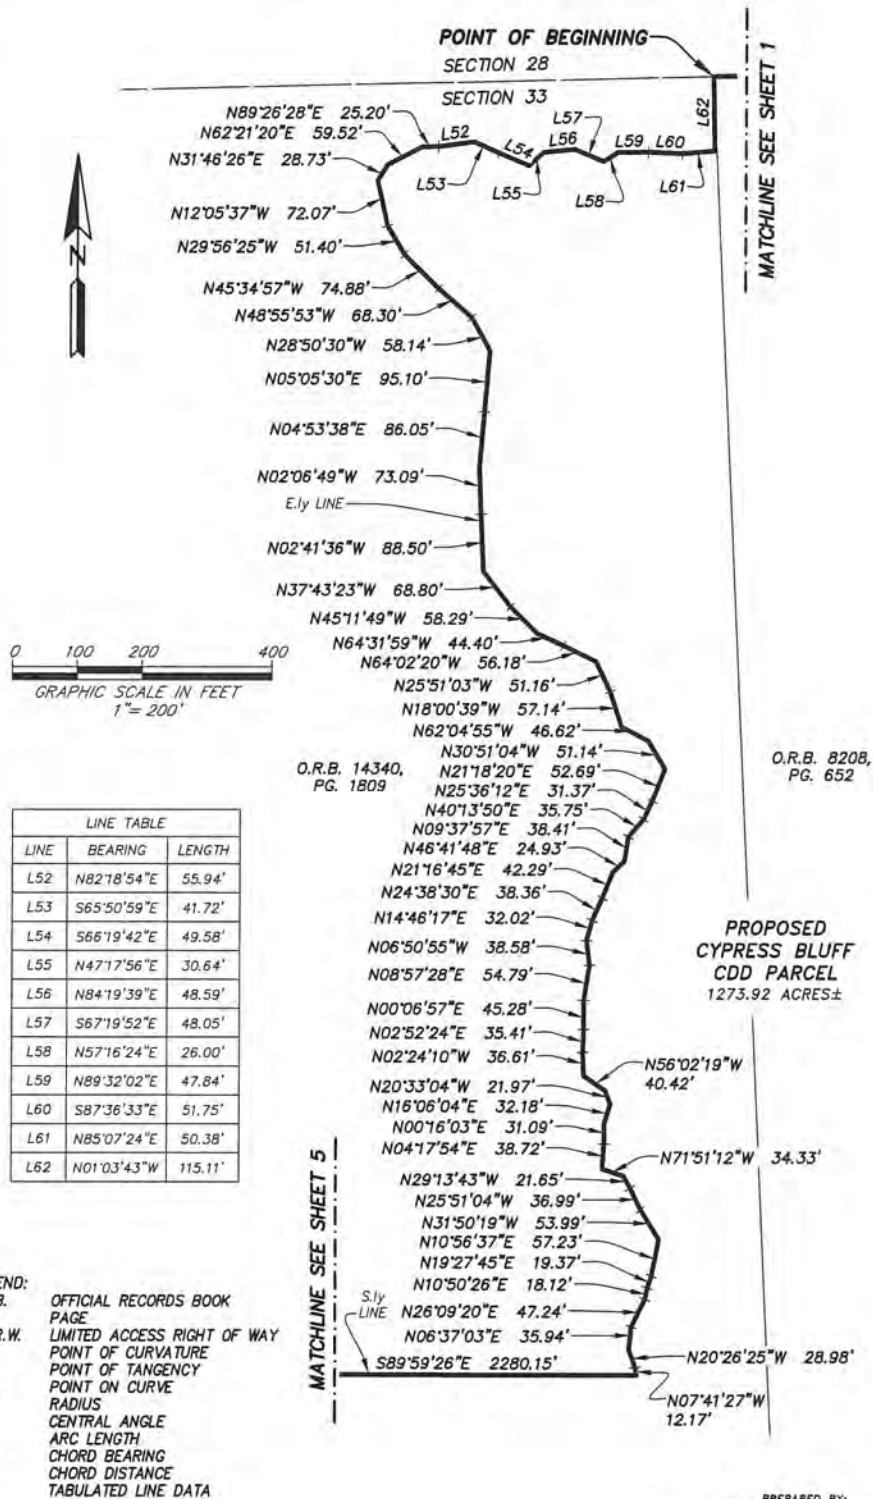 POINT OF BEGINNING
SECTION 28
SECTION 33
MATCHLINE SEE SHEET 1
L62
N89°26'28"E 25.20'
N62°21'20"E 59.52'
N31°46'26"E 28.73'
L52
L53
L54
L55
L56
L57
L58
L59
L60
L61
N
N12°05'37"W 72.07'
N29°56'25"W 51.40'
N45°34'57"W 74.88'
N48°55'53"W 68.30'
N28°50'30"W 58.14'
N05°05'30"E 95.10'
N04°53'38"E 86.05'
N02°06'49"W 73.09'
E.ly LINE
N02°41'36"W 88.50'
N37°43'23"W 68.80'
N45°11'49"W 58.29'
N64°31'59"W 44.40'
N64°02'20"W 56.18'
N25°51'03"W 51.16'
N18°00'39"W 57.14'
N62°04'55"W 46.62'
N30°51'04"W 51.14'
N21°18'20"E 52.69'
N25°36'12"E 31.37'
N40°13'50"E 35.75'
N09°37'57"E 38.41'
N46°41'48"E 24.93'
N21°16'45"E 42.29'
N24°38'30"E 38.36'
N14°46'17"E 32.02'
N06°50'55"W 38.58'
N08°57'28"E 54.79'
N00°06'57"E 45.28'
N02°52'24"E 35.41'
N02°24'10"W 36.61'
N56°02'19"W
40.42'
N20°33'04"W 21.97'
N16°06'04"E 32.18'
N00°16'03"E 31.09'
N04°17'54"E 38.72'
N71°51'12"W 34.33'
N29°13'43"W 21.65'
N25°51'04"W 36.99'
N31°50'19"W 53.99'
N10°56'37"E 57.23'
N19°27'45"E 19.37'
N10°50'26"E 18.12'
N26°09'20"E 47.24'
N06°37'03"E 35.94'
N20°26'25"W 28.98'
N07°41'27"W
12.17'
S.ly
LINE
S89°59'26"E 2280.15'
MATCHLINE SEE SHEET 5
0 100 200 400
GRAPHIC SCALE IN FEET
1"= 200'
O.R.B. 14340,
PG. 1809
O.R.B. 8208,
PG. 652
PROPOSED
CYPRESS BLUFF
CDD PARCEL
1273.92 ACRES±
LINE TABLE
LINE BEARING LENGTH
L52 N82°18'54"E 55.94'
L53 S65°50'59"E 41.72'
L54 S66°19'42"E 49.58'
L55 N47°17'56"E 30.64'
L56 N84°19'39"E 48.59'
L57 S67°19'52"E 48.05'
L58 N57°16'24"E 26.00'
L59 N89°32'02"E 47.84'
L60 S87°36'33"E 51.75'
L61 N85°07'24"E 50.38'
L62 N01°03'43"W 115.11'
END:
B. OFFICIAL RECORDS BOOK
PAGE
R.W. LIMITED ACCESS RIGHT OF WAY
POINT OF CURVATURE
POINT OF TANGENCY
POINT ON CURVE
RADIUS
CENTRAL ANGLE
ARC LENGTH
CHORD BEARING
CHORD DISTANCE
TABULATED LINE DATA
PREPARED BY: